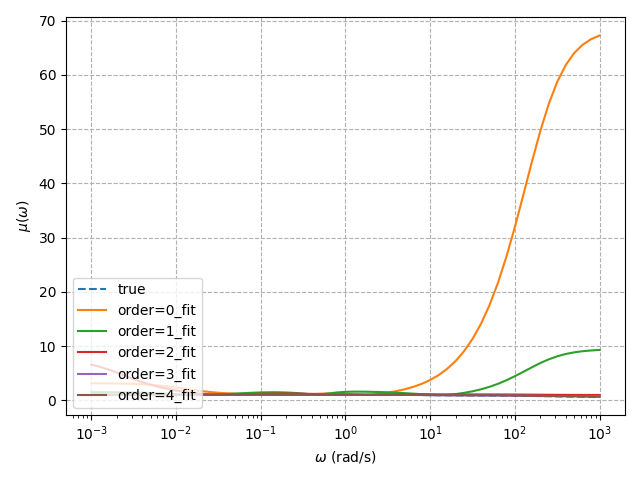 70
60
50
40
30
20
10
0
μ(ω)
true
order=0_fit
order=1_fit
order=2_fit
order=3_fit
order=4_fit
10⁻³ 10⁻² 10⁻¹ 10⁰ 10¹ 10² 10³
ω (rad/s)